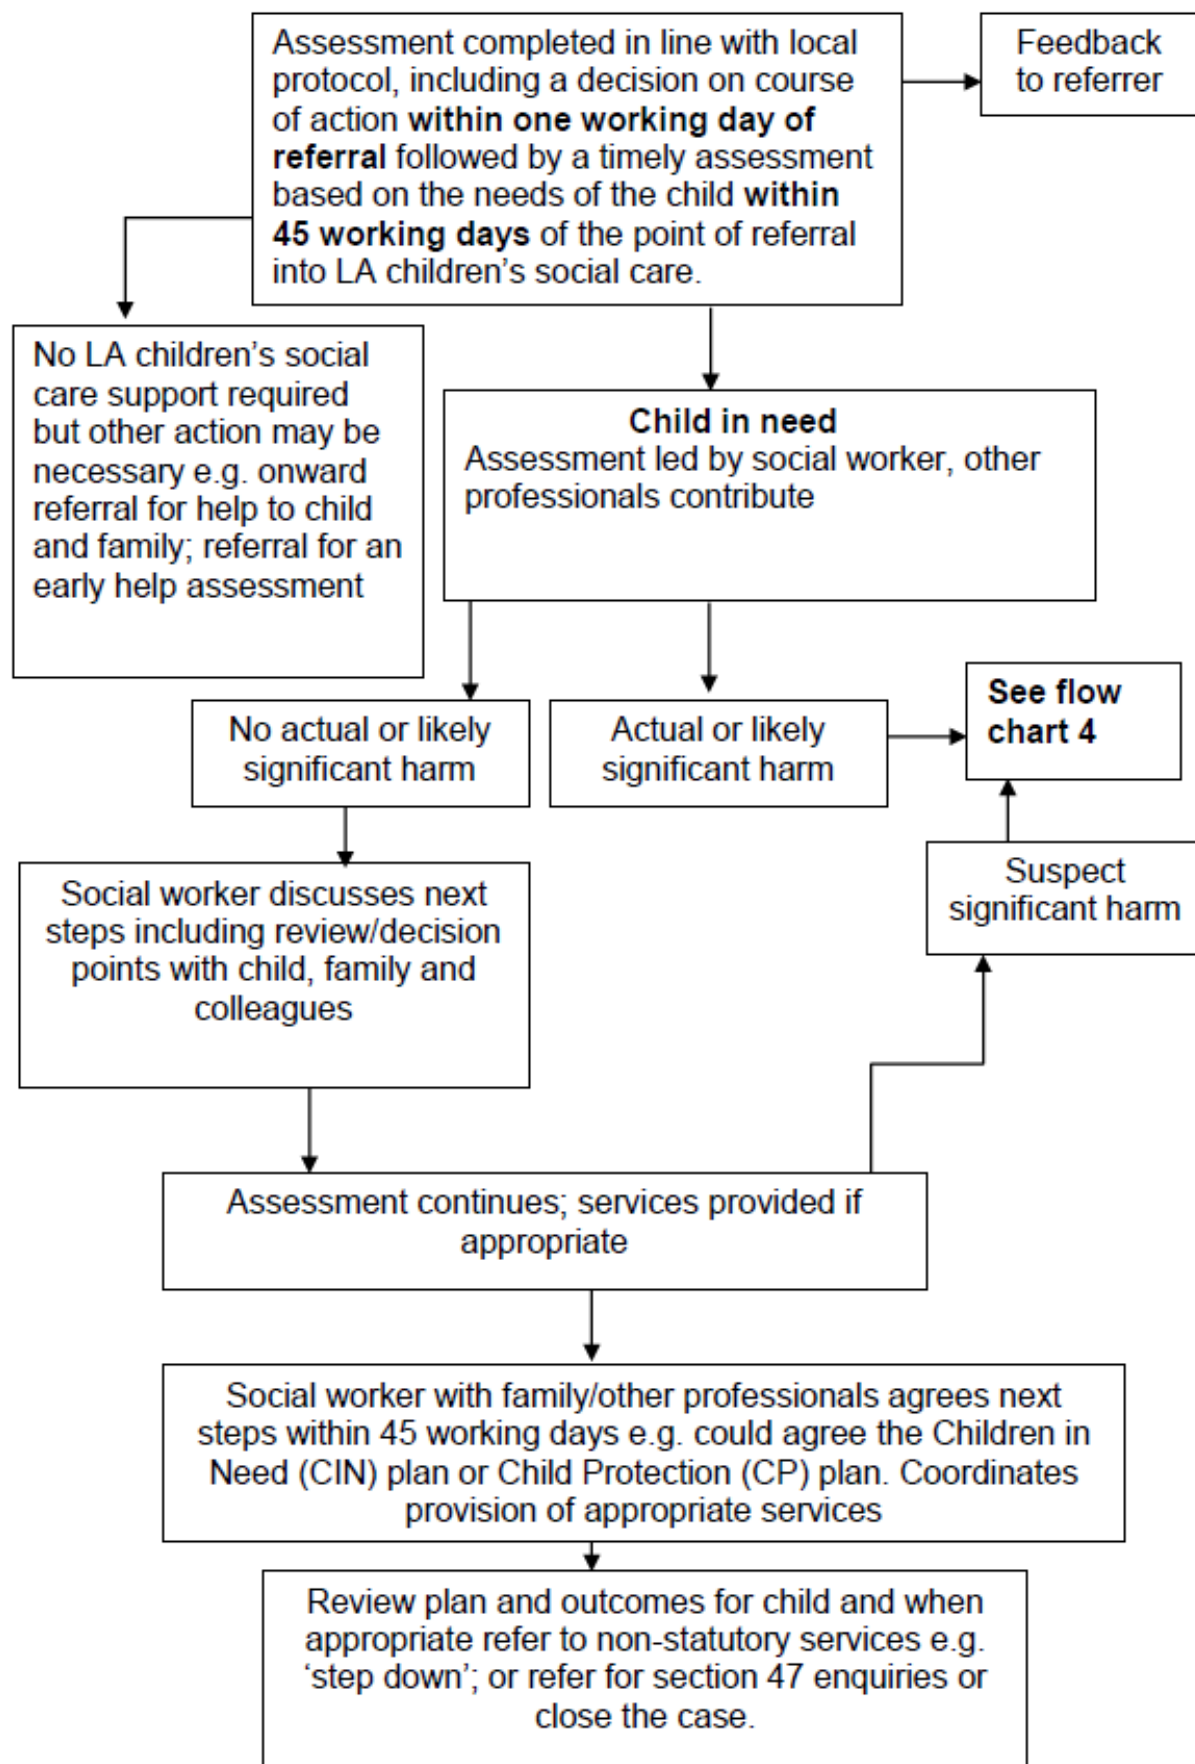 Assessment completed in line with local
protocol, including a decision on course
of action within one working day of
referral followed by a timely assessment
based on the needs of the child within
45 working days of the point of referral
into LA children’s social care.
Feedback
to referrer
No LA children’s social
care support required
but other action may be
necessary e.g. onward
referral for help to child
and family; referral for an
early help assessment
Child in need
Assessment led by social worker, other
professionals contribute
No actual or likely
significant harm
Actual or likely
significant harm
See flow
chart 4
Suspect
significant harm
Social worker discusses next
steps including review/decision
points with child, family and
colleagues
Assessment continues; services provided if
appropriate
Social worker with family/other professionals agrees next
steps within 45 working days e.g. could agree the Children in
Need (CIN) plan or Child Protection (CP) plan. Coordinates
provision of appropriate services
Review plan and outcomes for child and when
appropriate refer to non-statutory services e.g.
‘step down’; or refer for section 47 enquiries or
close the case.